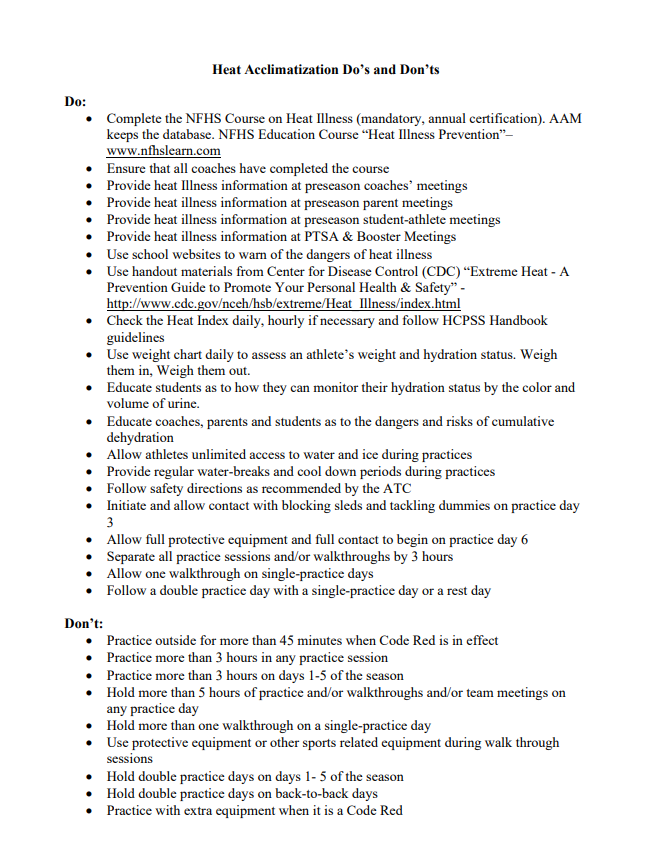 Heat Acclimatization Do's and Don'ts
Do:
• Complete the NFHS Course on Heat Illness (mandatory, annual certification). AAM
keeps the database. NFHS Education Course “Heat Illness Prevention”–
www.nfhslearn.com
• Ensure that all coaches have completed the course
• Provide heat Illness information at preseason coaches' meetings
• Provide heat illness information at preseason parent meetings
• Provide heat illness information at preseason student-athlete meetings
• Provide heat illness information at PTSA & Booster Meetings
• Use school websites to warn of the dangers of heat illness
• Use handout materials from Center for Disease Control (CDC) “Extreme Heat - A
Prevention Guide to Promote Your Personal Health & Safety” -
http://www.cdc.gov/nceh/hsb/extreme/Heat_Illness/index.html
• Check the Heat Index daily, hourly if necessary and follow HCPSS Handbook
guidelines
• Use weight chart daily to assess an athlete's weight and hydration status. Weigh
them in, Weigh them out.
• Educate students as to how they can monitor their hydration status by the color and
volume of urine.
• Educate coaches, parents and students as to the dangers and risks of cumulative
dehydration
• Allow athletes unlimited access to water and ice during practices
• Provide regular water-breaks and cool down periods during practices
• Follow safety directions as recommended by the ATC
• Initiate and allow contact with blocking sleds and tackling dummies on practice day
3
• Allow full protective equipment and full contact to begin on practice day 6
• Separate all practice sessions and/or walkthroughs by 3 hours
• Allow one walkthrough on single-practice days
• Follow a double practice day with a single-practice day or a rest day
Don't:
• Practice outside for more than 45 minutes when Code Red is in effect
• Practice more than 3 hours in any practice session
• Practice more than 3 hours on days 1-5 of the season
• Hold more than 5 hours of practice and/or walkthroughs and/or team meetings on
any practice day
• Hold more than one walkthrough on a single-practice day
• Use protective equipment or other sports related equipment during walk through
sessions
• Hold double practice days on days 1- 5 of the season
• Hold double practice days on back-to-back days
• Practice with extra equipment when it is a Code Red